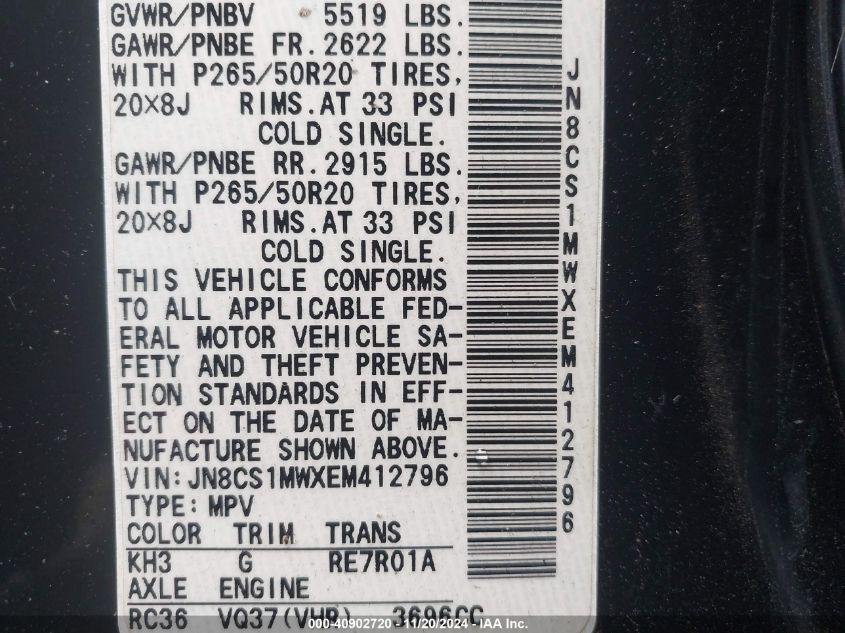 GVWR/PNBV 5519 LBS.
GAWR/PNBE FR. 2622 LBS.
WITH P265/50R20 TIRES,
20X8J RIMS. AT 33 PSI
COLD SINGLE.
GAWR/PNBE RR. 2915 LBS.
WITH P265/50R20 TIRES,
20X8J RIMS. AT 33 PSI
COLD SINGLE.
THIS VEHICLE CONFORMS
TO ALL APPLICABLE FED-
ERAL MOTOR VEHICLE SA-
FETY AND THEFT PREVEN-
TION STANDARDS IN EFF-
ECT ON THE DATE OF MA-
NUFACTURE SHOWN ABOVE.
VIN: JN8CS1MWXEM412796
TYPE: MPV
COLOR TRIM TRANS
KH3 G RE7R01A
AXLE ENGINE
RC36 VQ37(VHR) 3696CC
JN8CS1MWXEM412796
000-40902720 - 11/20/2024 - IAA Inc.